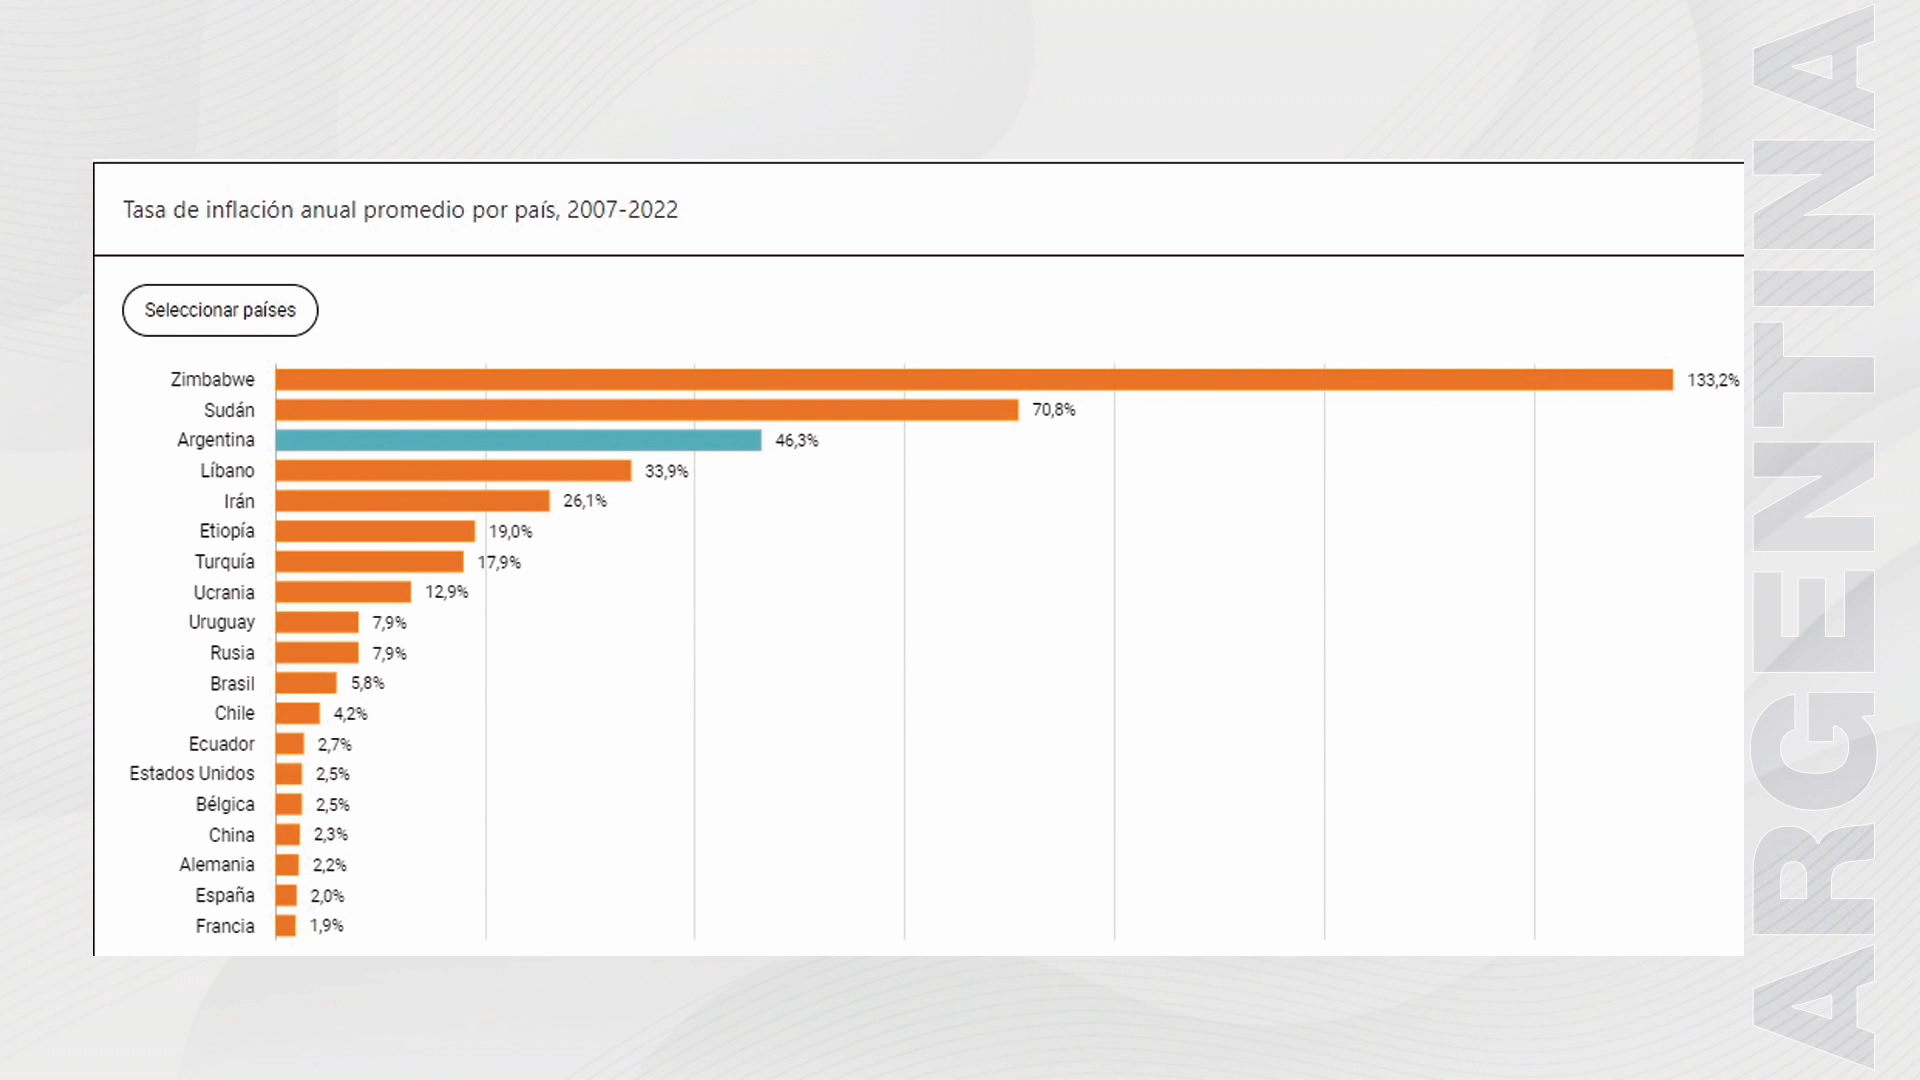 Tasa de inflación anual promedio por país, 2007-2022
Seleccionar países
Zimbabwe 133,2%
Sudán 70,8%
Argentina 46,3%
Líbano 33,9%
Irán 26,1%
Etiopía 19,0%
Turquía 17,9%
Ucrania 12,9%
Uruguay 7,9%
Rusia 7,9%
Brasil 5,8%
Chile 4,2%
Ecuador 2,7%
Estados Unidos 2,5%
Bélgica 2,5%
China 2,3%
Alemania 2,2%
España 2,0%
Francia 1,9%
ARGENTINA